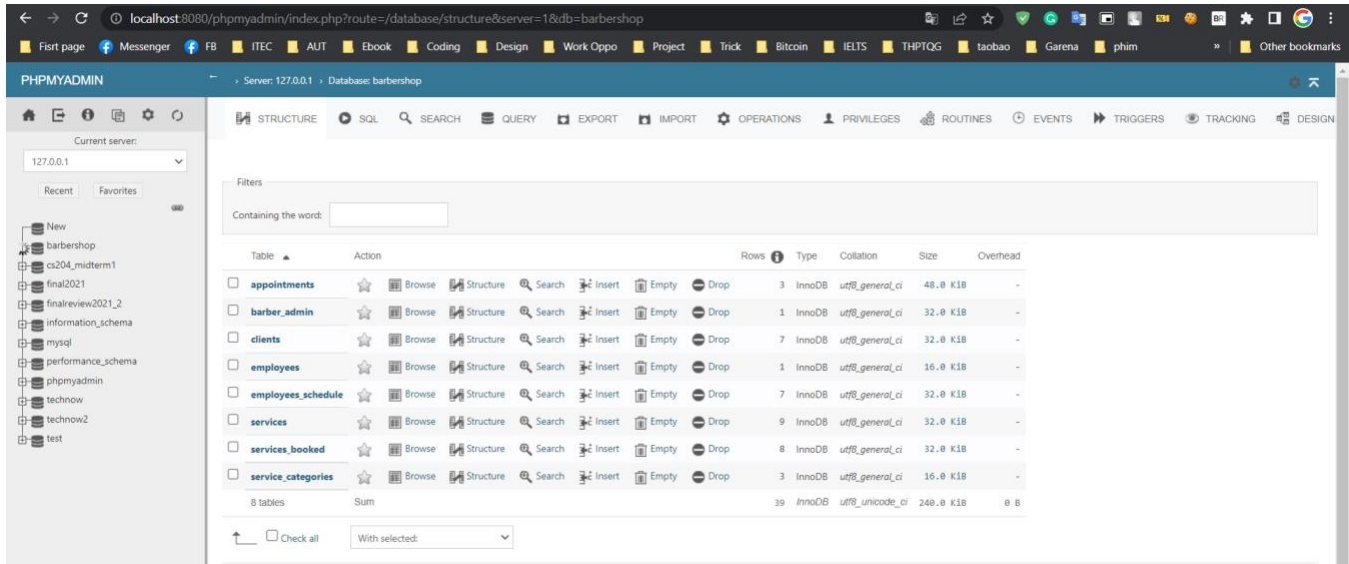 localhost:8080/phpmyadmin/index.php?route=/database/structure&server=1&db=barbershop
Fisrt page Messenger FB ITEC AUT Ebook Coding Design Work Oppo Project Trick Bitcoin IELTS THPTQG taobao Garena phim » Other bookmarks
PHPMYADMIN
Server: 127.0.0.1 › Database: barbershop
STRUCTURE SQL SEARCH QUERY EXPORT IMPORT OPERATIONS PRIVILEGES ROUTINES EVENTS TRIGGERS TRACKING DESIGN
Current server:
127.0.0.1
Recent Favorites
New
barbershop
cs204_midterm1
final2021
finalreview2021_2
information_schema
mysql
performance_schema
phpmyadmin
technow
technow2
test
Filters
Containing the word:
Table Action Rows Type Collation Size Overhead
appointments Browse Structure Search Insert Empty Drop 3 InnoDB utf8_general_ci 48.0 KiB -
barber_admin Browse Structure Search Insert Empty Drop 1 InnoDB utf8_general_ci 32.0 KiB -
clients Browse Structure Search Insert Empty Drop 7 InnoDB utf8_general_ci 32.0 KiB -
employees Browse Structure Search Insert Empty Drop 1 InnoDB utf8_general_ci 16.0 KiB -
employees_schedule Browse Structure Search Insert Empty Drop 7 InnoDB utf8_general_ci 32.0 KiB -
services Browse Structure Search Insert Empty Drop 9 InnoDB utf8_general_ci 32.0 KiB -
services_booked Browse Structure Search Insert Empty Drop 8 InnoDB utf8_general_ci 32.0 KiB -
service_categories Browse Structure Search Insert Empty Drop 3 InnoDB utf8_general_ci 16.0 KiB -
8 tables Sum 39 InnoDB utf8_unicode_ci 240.0 KiB 0 B
Check all With selected: